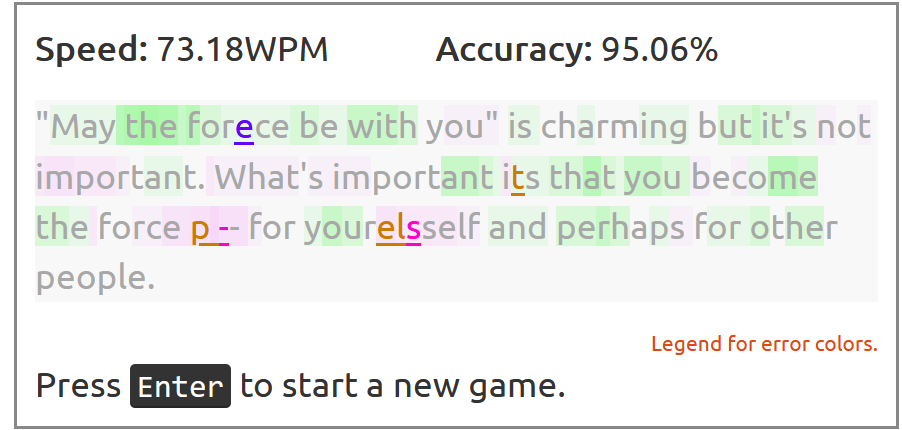 Speed: 73.18WPM Accuracy: 95.06%
"May the forece be with you" is charming but it's not
important. What's important its that you become
the force p -- for yourelsself and perhaps for other
people.
Legend for error colors.
Press Enter to start a new game.